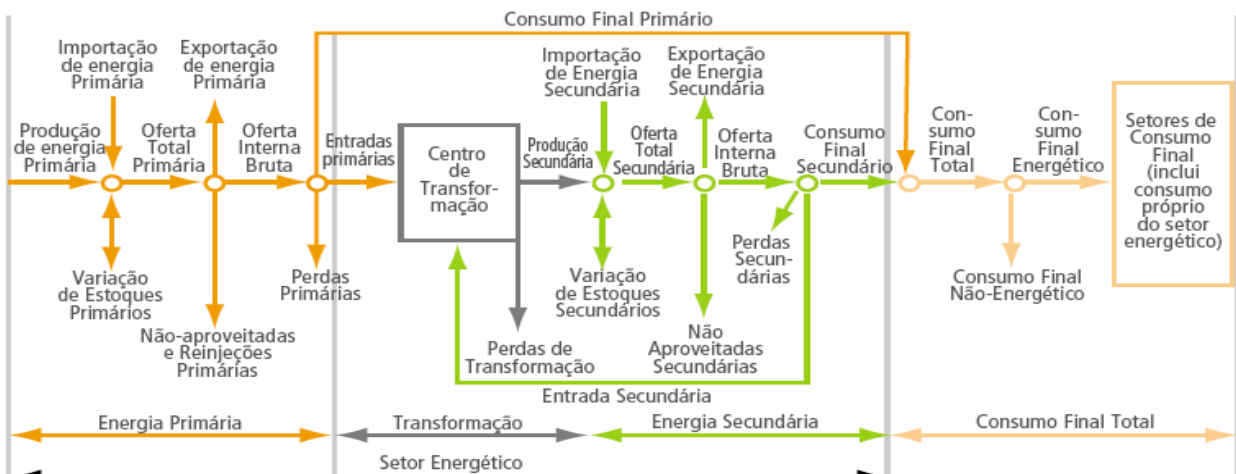 Consumo Final Primário
Importação
de energia
Primária
Exportação
de energia
Primária
Importação
de Energia
Secundária
Exportação
de Energia
Secundária
Produção
de energia
Primária
Oferta
Total
Primária
Oferta
Interna
Bruta
Entradas
primárias
Centro
de
Transfor-
mação
Produção
Secundária
Oferta
Total
Secundária
Oferta
Interna
Bruta
Consumo
Final
Secundário
Con-
sumo
Final
Total
Con-
sumo
Final
Energético
Setores de
Consumo
Final
(inclui
consumo
próprio
do setor
energético)
Variação
de Estoques
Primários
Perdas
Primárias
Não-aproveitadas
e Reinjeções
Primárias
Perdas de
Transformação
Variação
de Estoques
Secundários
Não
Aproveitadas
Secundárias
Perdas
Secun-
dárias
Consumo Final
Não-Energético
Entrada Secundária
Energia Primária
Transformação
Energia Secundária
Consumo Final Total
Setor Energético